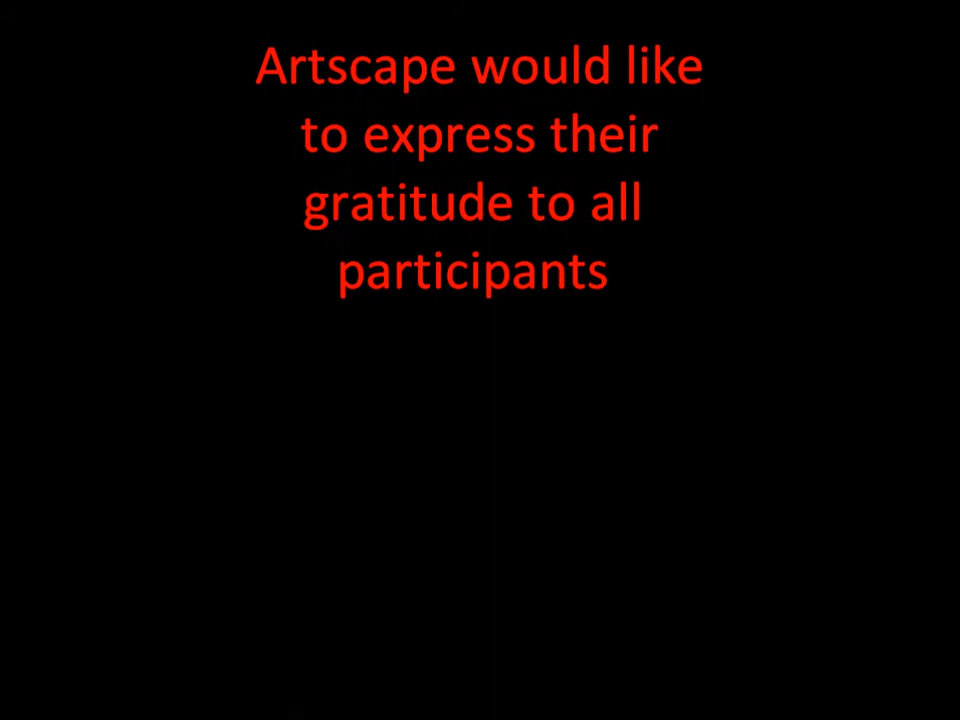 Artscape would like
to express their
gratitude to all
participants